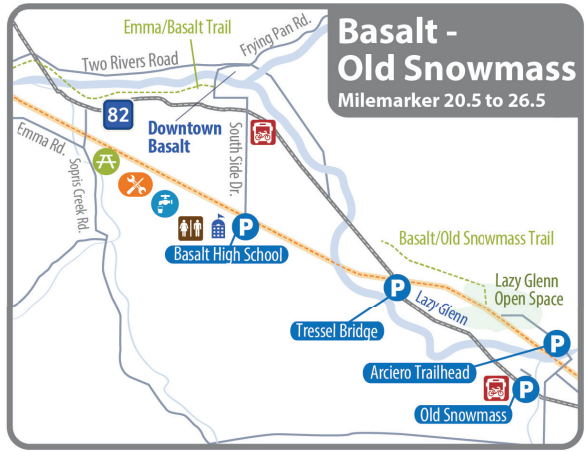 Basalt -
Old Snowmass
Milemarker 20.5 to 26.5
Emma/Basalt Trail
Frying Pan Rd.
Two Rivers Road
82
Downtown
Basalt
Emma Rd.
Sopris Creek Rd.
South Side Dr.
P
Basalt High School
Basalt/Old Snowmass Trail
Lazy Glenn
Open Space
P
Lazy Glenn
Tressel Bridge
P
Arciero Trailhead
P
Old Snowmass